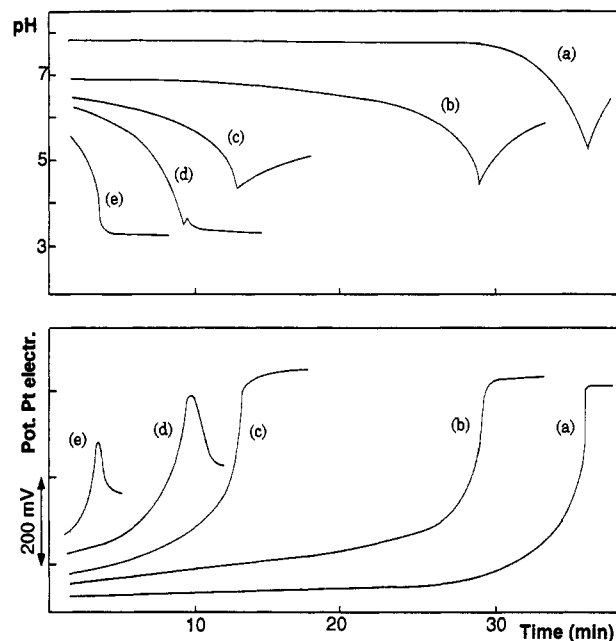 pH
7
5
3
(a)
(b)
(c)
(d)
(e)
Pot. Pt electr.
200 mV
(e)
(d)
(c)
(b)
(a)
10
20
30
Time (min)